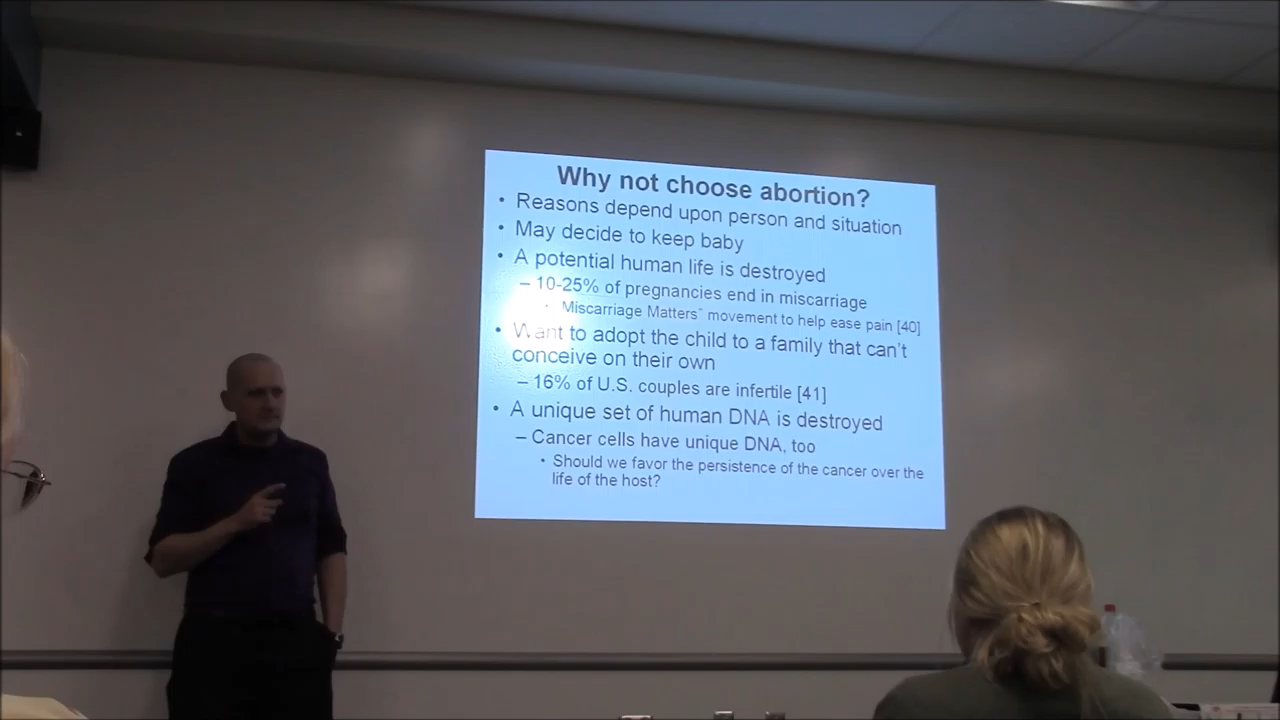 Why not choose abortion?
• Reasons depend upon person and situation
• May decide to keep baby
• A potential human life is destroyed
– 10-25% of pregnancies end in miscarriage
• Miscarriage Matters" movement to help ease pain [40]
• Want to adopt the child to a family that can't
conceive on their own
– 16% of U.S. couples are infertile [41]
• A unique set of human DNA is destroyed
– Cancer cells have unique DNA, too
• Should we favor the persistence of the cancer over the
life of the host?